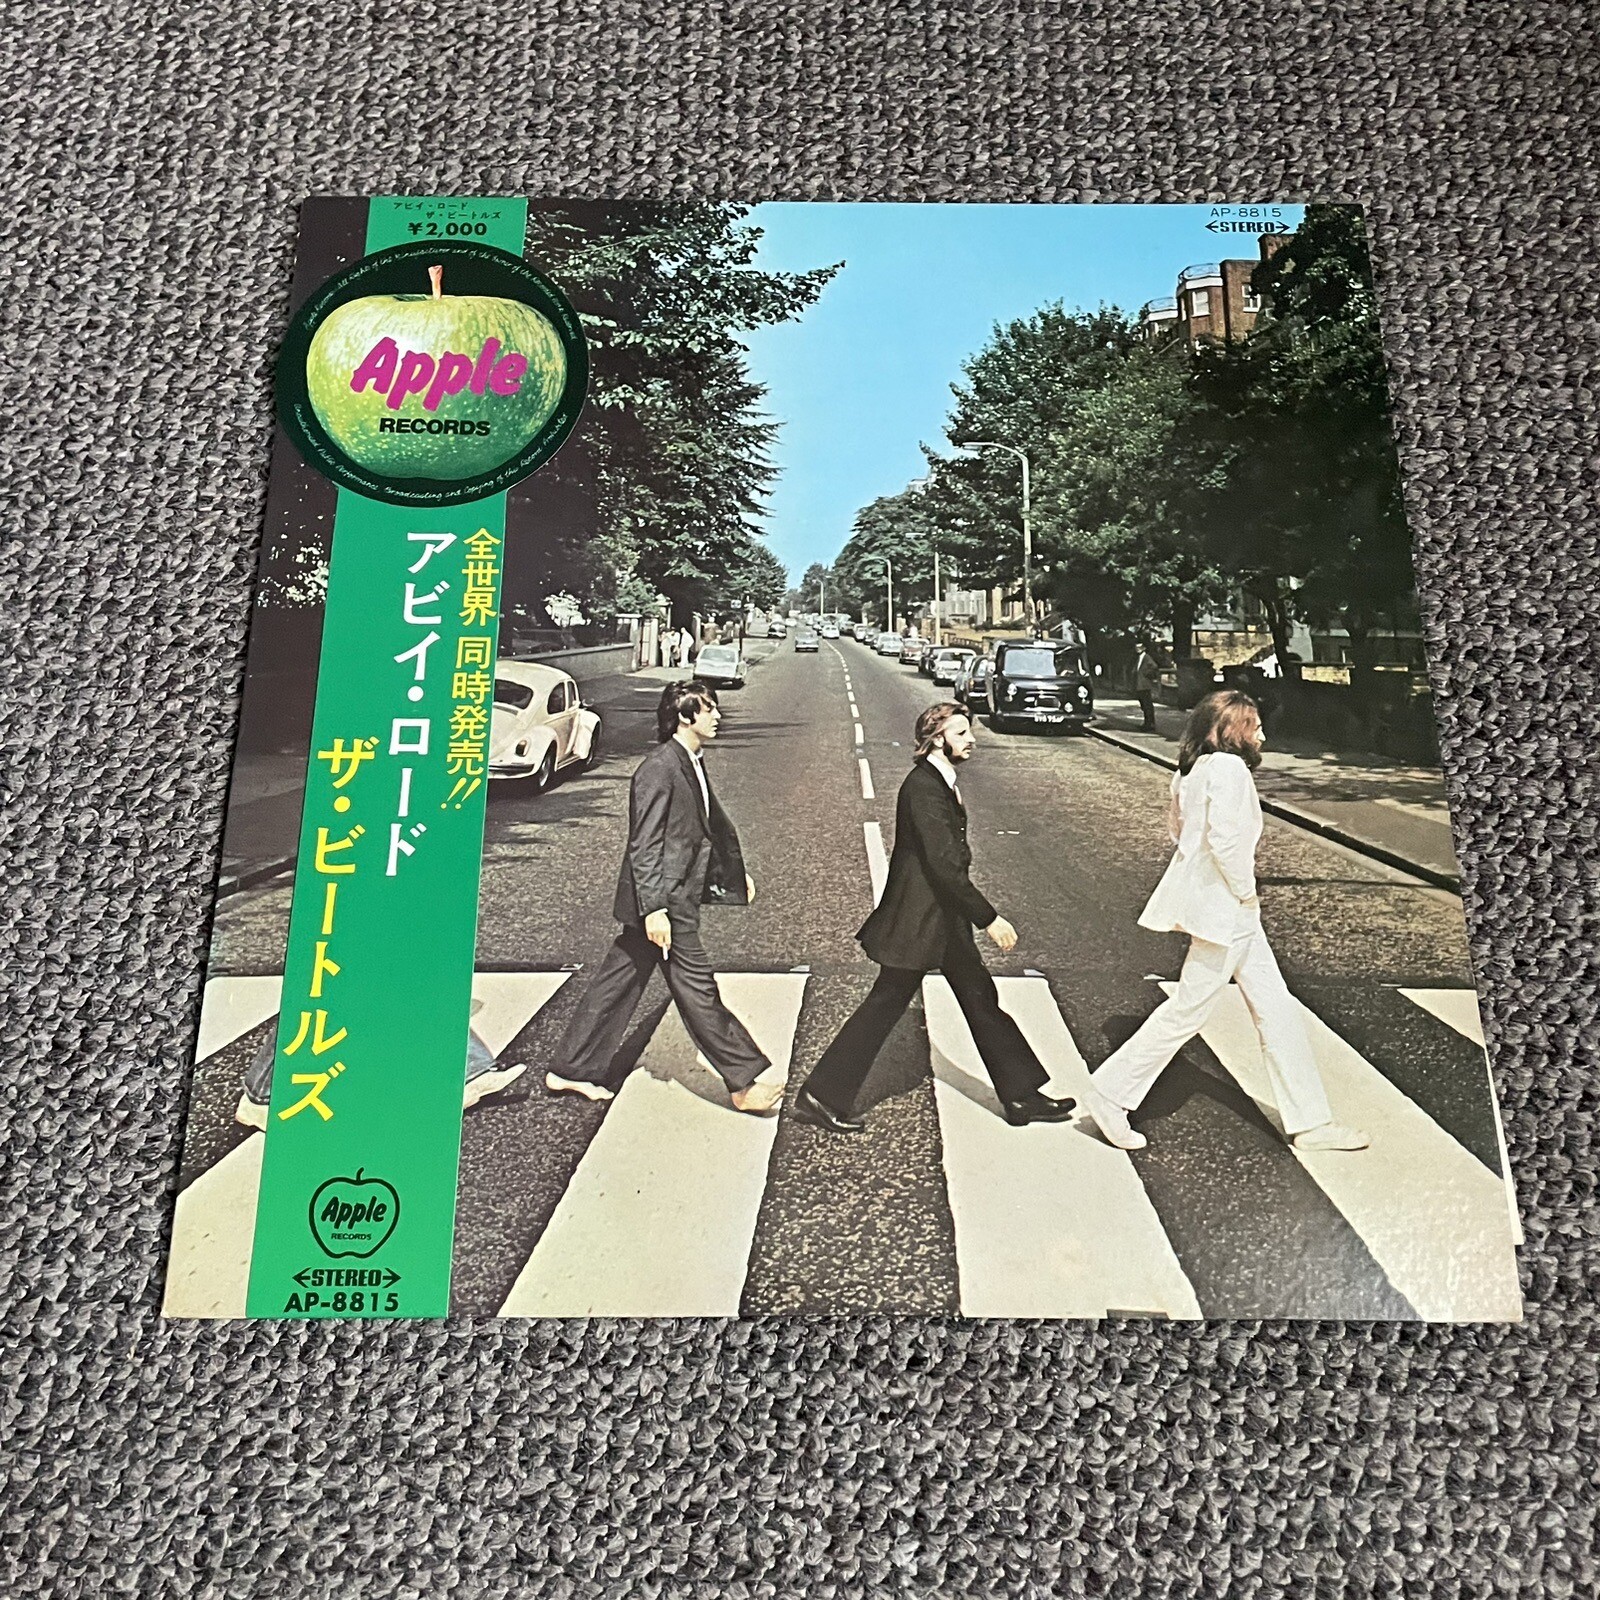 アビイ・ロード
ザ・ビートルズ
¥2,000
Apple
RECORDS
全世界同時発売!!
アビイ・ロード
ザ・ビートルズ
Apple
RECORDS
STEREO
AP-8815
AP-8815
STEREO